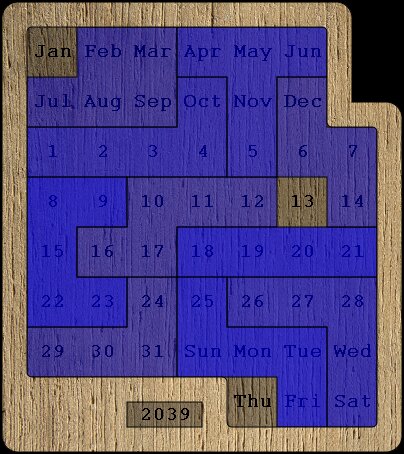 Jan Feb Mar Apr May Jun
Jul Aug Sep Oct Nov Dec
1 2 3 4 5 6 7
8 9 10 11 12 13 14
15 16 17 18 19 20 21
22 23 24 25 26 27 28
29 30 31 Sun Mon Tue Wed
Thu Fri Sat
2039